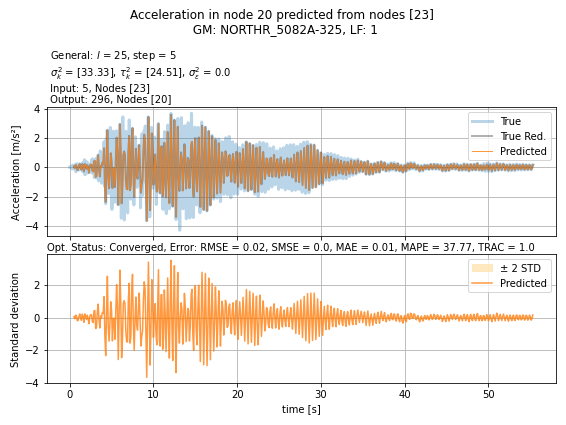 Acceleration in node 20 predicted from nodes [23]
GM: NORTHR_5082A-325, LF: 1
General: l = 25, step = 5
σ²ₖ = [33.33], τ²ₖ = [24.51], σ²ₑ = 0.0
Input: 5, Nodes [23]
Output: 296, Nodes [20]
4
2
0
−2
−4
Acceleration [m/s²]
True
True Red.
Predicted
Opt. Status: Converged, Error: RMSE = 0.02, SMSE = 0.0, MAE = 0.01, MAPE = 37.77, TRAC = 1.0
2
0
−2
−4
Standard deviation
± 2 STD
Predicted
0 10 20 30 40 50
time [s]